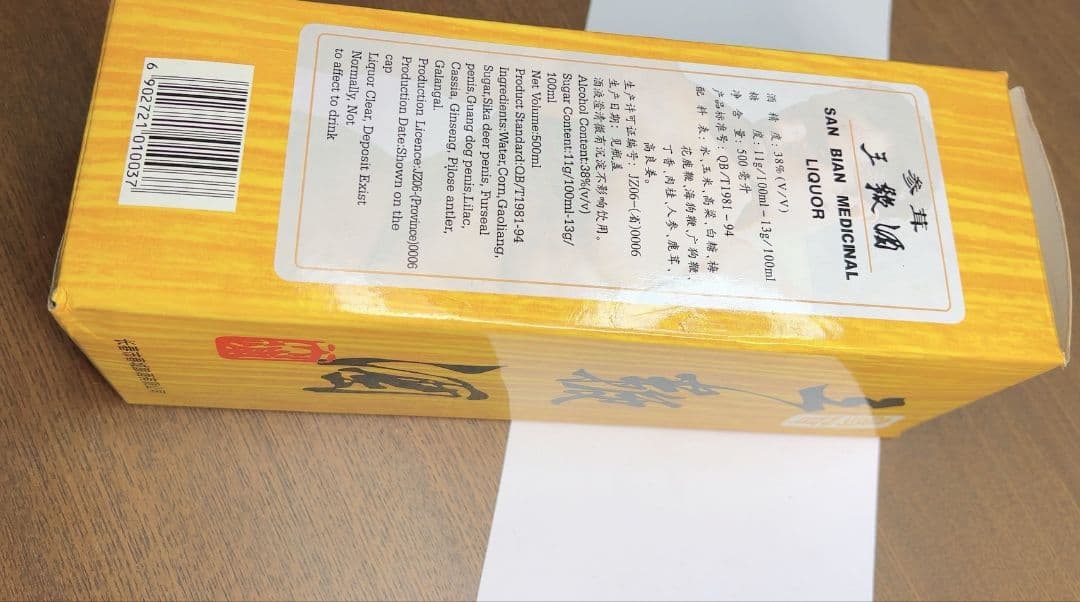 参茸
三鞭酒
SAN BIAN MEDICINAL
LIQUOR
酒 精 度: 38%(V/V)
糖 度: 11g/100ml-13g/100ml
净 含 量: 500毫升
产品标准号: QB/T1981-94
配 料 表: 水、玉米、高粱、白糖、梅
花鹿鞭、海狗鞭、广狗鞭、
丁香、肉桂、人参、鹿茸、
高良姜。
生产许可证编号: JZ06-(省)0006
生产日期: 见瓶盖
酒液澄清微有沉淀不影响饮用。
Alcohol Content:38%(v/v)
Sugar Content:11g/100ml-13g/
100ml
Net Volume:500ml
Product Standard:QB/T1981-94
Ingredients:Water,Corn,Gaoliang,
Sugar,Sika deer penis, Furseal
penis,Guang dog penis,Lilac,
Cassia, Ginseng, Pilose antler,
Galangal.
Production Licence:JZ06-(Province)0006
Production Date:Shown on the
cap
Liquor Clear, Deposit Exist
Normally, Not
to affect to drink
6 902721 010037
三鞭酒